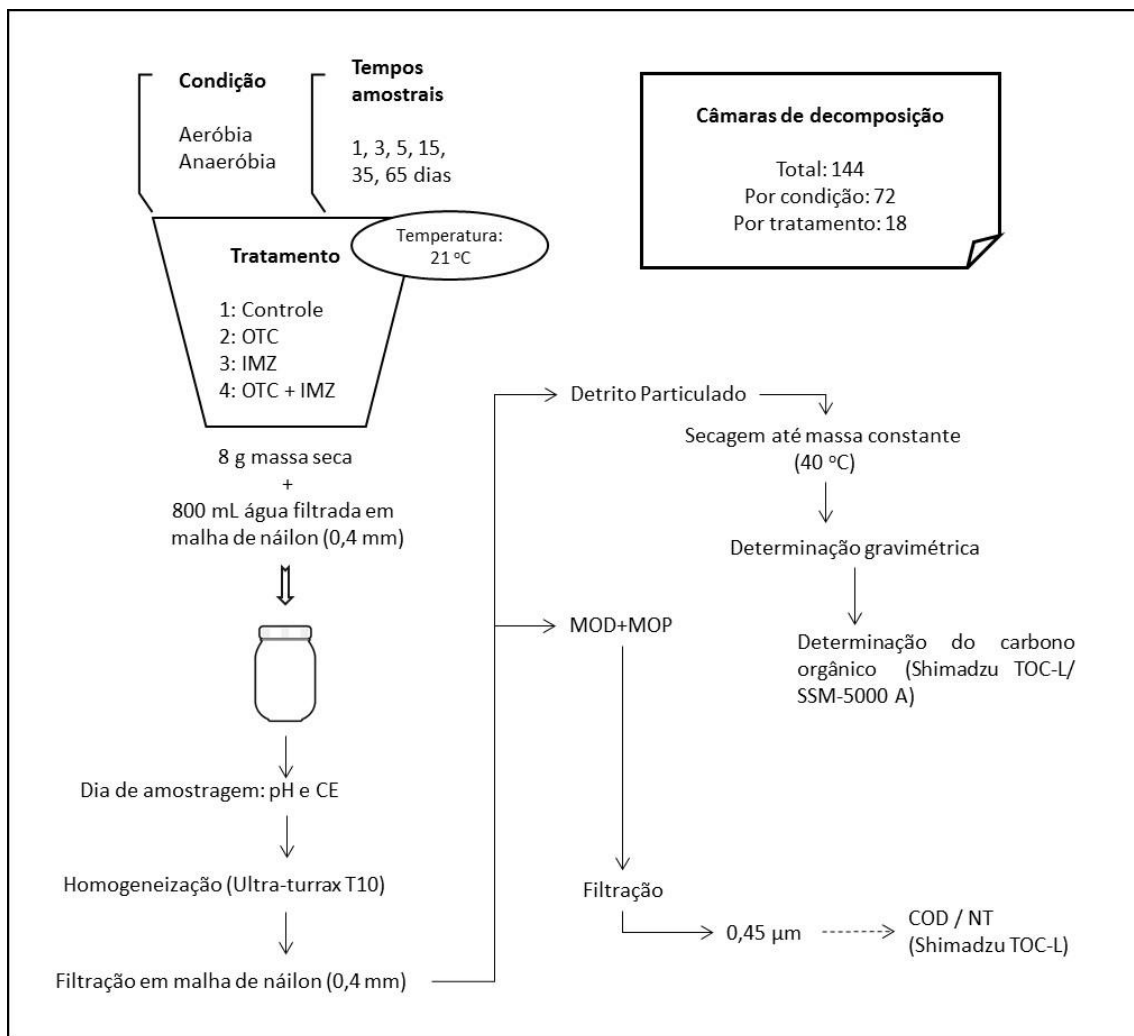 Condição
Aeróbia
Anaeróbia
Tempos
amostrais
1, 3, 5, 15,
35, 65 dias
Câmaras de decomposição
Total: 144
Por condição: 72
Por tratamento: 18
Temperatura:
21 ºC
Tratamento
1: Controle
2: OTC
3: IMZ
4: OTC + IMZ
8 g massa seca
+
800 mL água filtrada em
malha de náilon (0,4 mm)
Dia de amostragem: pH e CE
Homogeneização (Ultra-turrax T10)
Filtração em malha de náilon (0,4 mm)
Detrito Particulado
Secagem até massa constante
(40 ºC)
Determinação gravimétrica
Determinação do carbono
orgânico (Shimadzu TOC-L/
SSM-5000 A)
MOD+MOP
Filtração
0,45 µm
COD / NT
(Shimadzu TOC-L)